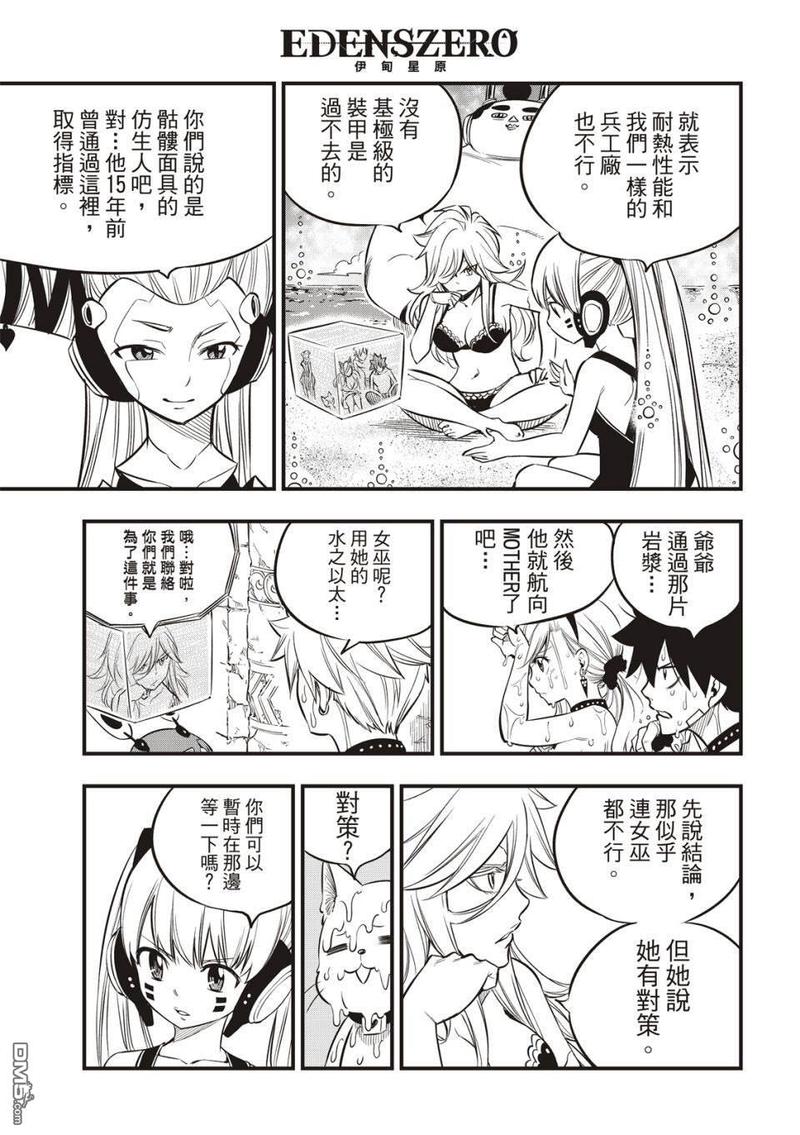 EDENSZERO
伊甸星原
就表示
耐熱性能和
我們一樣的
兵工廠
也不行。
沒有
基極級的
裝甲是
過不去的。
你們說的是
仿生人吧，
骷髏面具的
對…他15年前
曾通過這裡，
取得指標。
爺爺
通過那片
岩漿…
然後
他就航向
MOTHER了
吧…
女巫呢？
用她的
水之以太…
哦…對啦，
我們聯絡
你們就是
為了這件事。
先說結論，
那似乎
連女巫
都不行。
但她說
她有對策。
對策？
你們可以
暫時在那邊
等一下嗎？
DM5.com